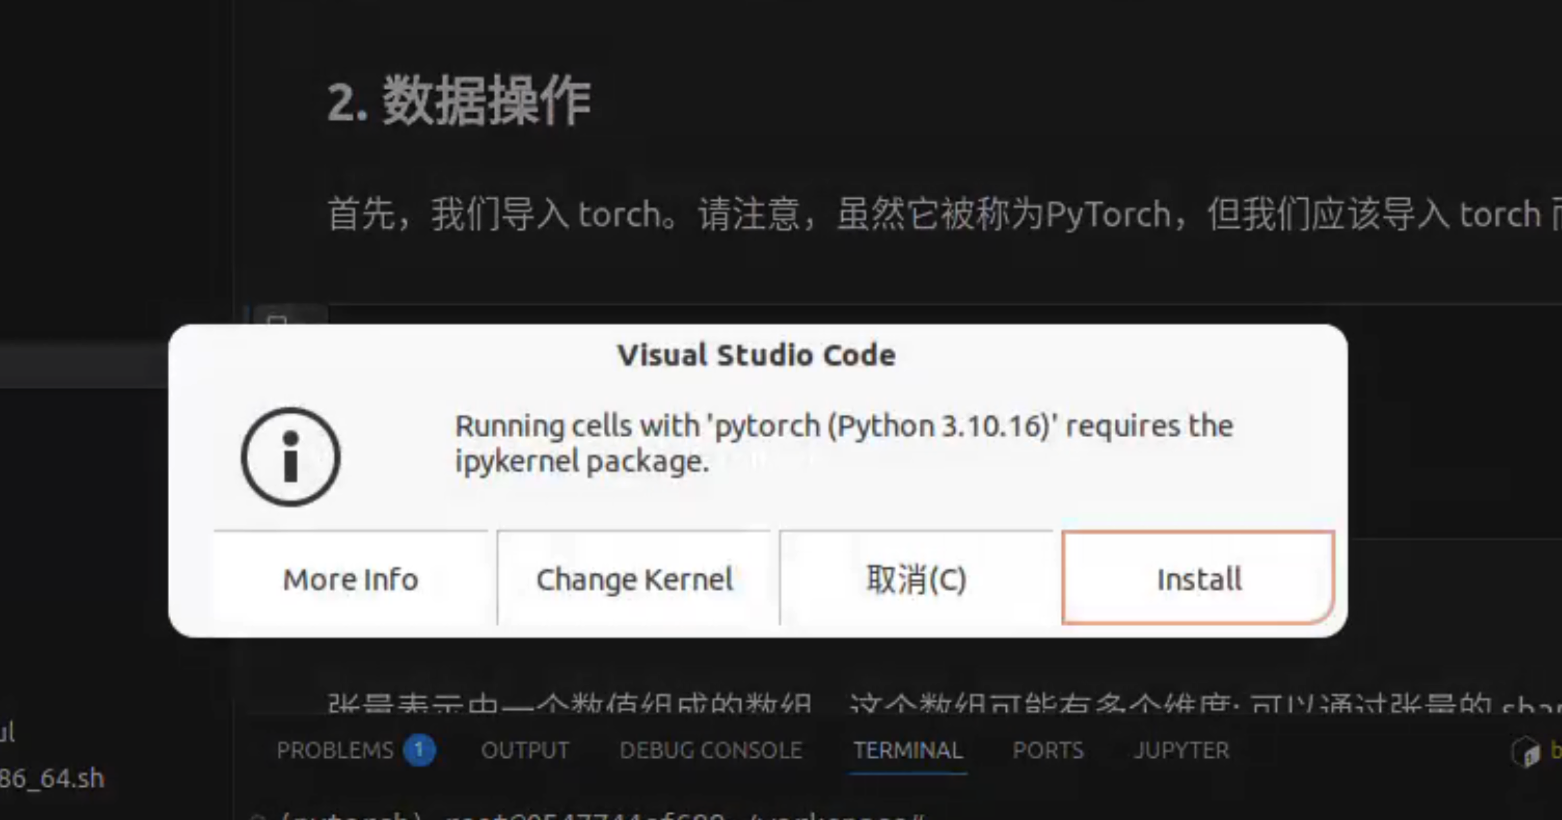 2. 数据操作
首先，我们导入 torch。请注意，虽然它被称为PyTorch，但我们应该导入 torch
Visual Studio Code
Running cells with 'pytorch (Python 3.10.16)' requires the
ipykernel package.
More Info
Change Kernel
取消(C)
Install
张量表示由一个数值组成的数组，这个数组可能有多个维度; 可以通过张量的
ul
86_64.sh
PROBLEMS 1
OUTPUT
DEBUG CONSOLE
TERMINAL
PORTS
JUPYTER